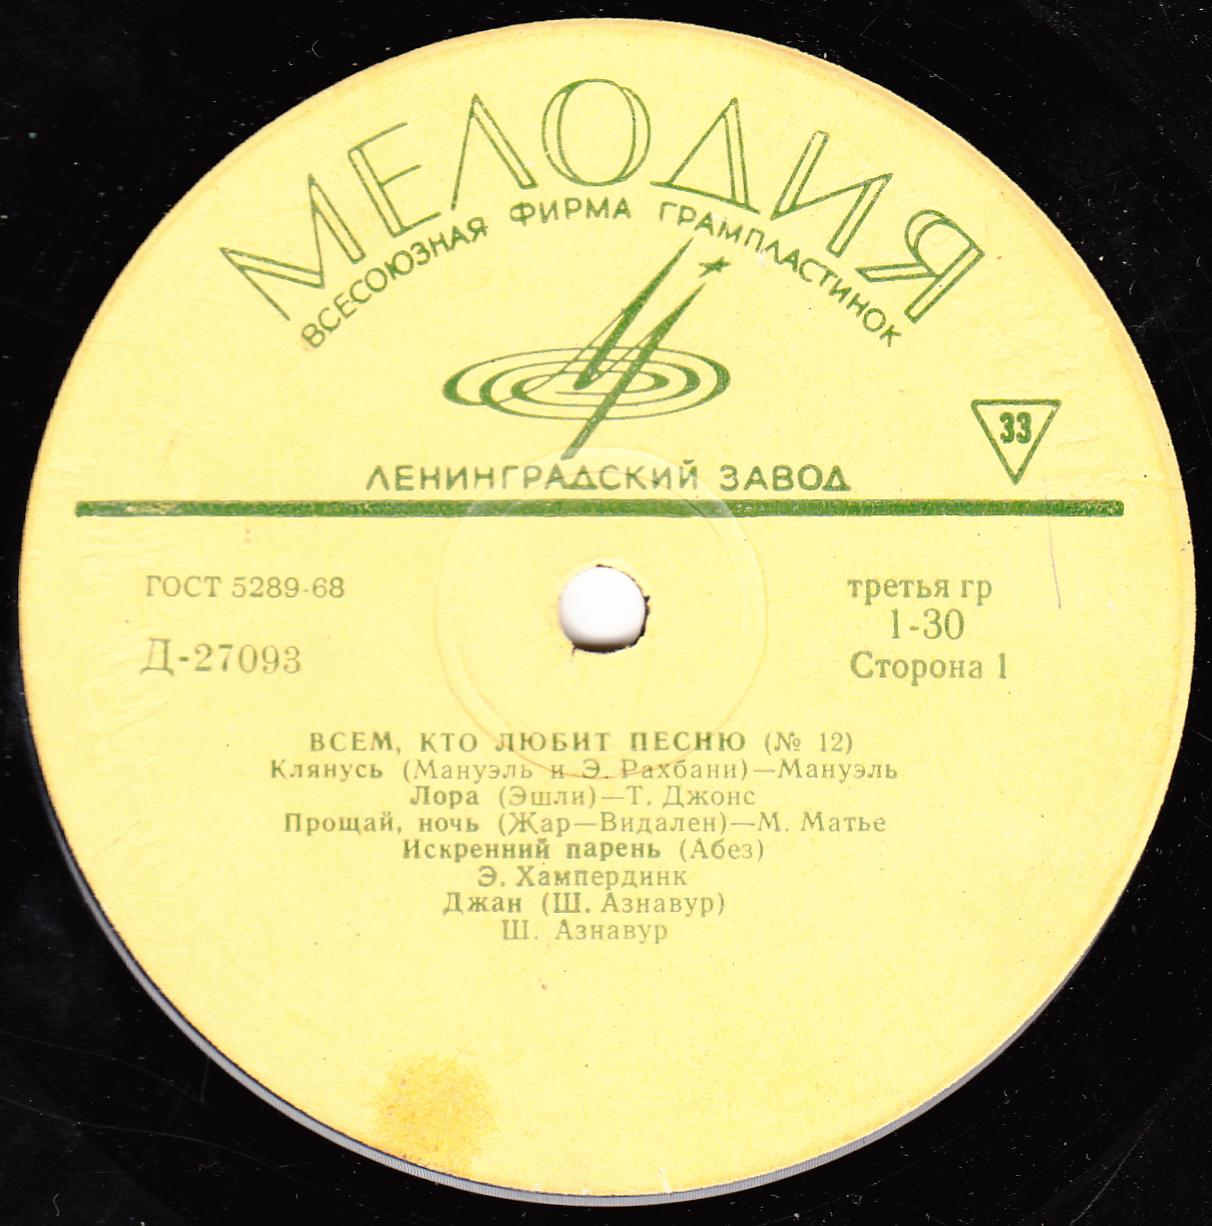 МЕЛОДИЯ
ВСЕСОЮЗНАЯ ФИРМА ГРАМПЛАСТИНОК
33
ЛЕНИНГРАДСКИЙ ЗАВОД
ГОСТ 5289-68
третья гр
1-30
Д-27093
Сторона 1
ВСЕМ, КТО ЛЮБИТ ПЕСНЮ (№ 12)
Клянусь (Мануэль и Э. Рахбани)—Мануэль
Лора (Эшли)—Т. Джонс
Прощай, ночь (Жар—Видален)—М. Матье
Искренний парень (Абез)
Э. Хампердинк
Джан (Ш. Азнавур)
Ш. Азнавур